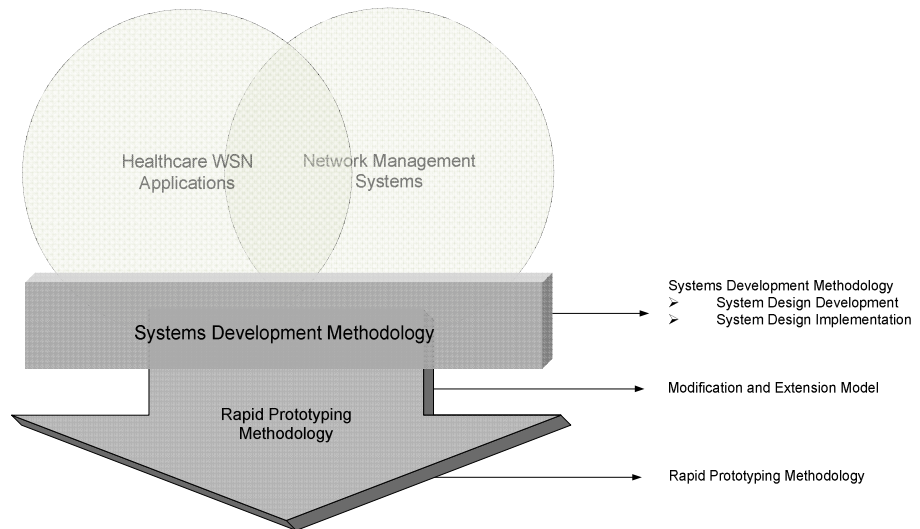 Healthcare WSN
Applications
Network Management
Systems
Systems Development Methodology
Rapid Prototyping
Methodology
Systems Development Methodology
➢ System Design Development
➢ System Design Implementation
Modification and Extension Model
Rapid Prototyping Methodology